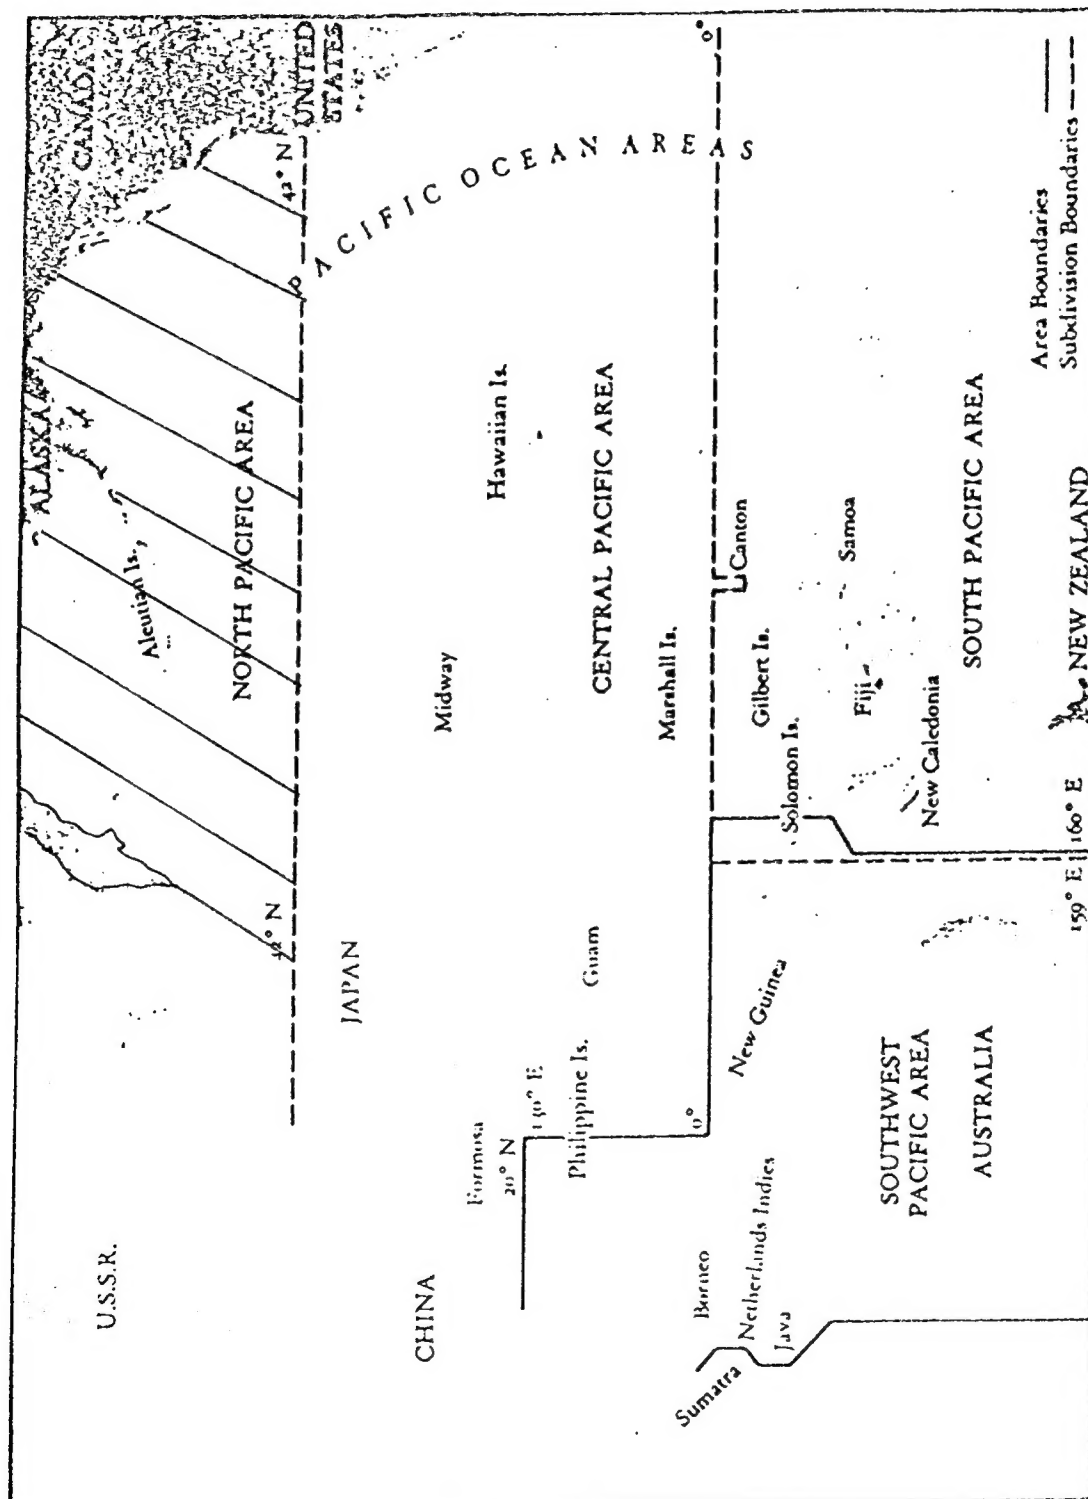 CANADA
ALASKA
U.S.S.R.
Aleutian Is.
NORTH PACIFIC AREA
42° N
42° N
UNITED
STATES
PACIFIC OCEAN AREAS
JAPAN
CHINA
Midway
Hawaiian Is.
Formosa
20° N
130° E
Philippine Is.
Guam
CENTRAL PACIFIC AREA
Marshall Is.
0°
0°
Borneo
Sumatra
Netherlands Indies
Java
New Guinea
Gilbert Is.
Canton
Solomon Is.
Samoa
Fiji
New Caledonia
SOUTHWEST
PACIFIC AREA
AUSTRALIA
SOUTH PACIFIC AREA
159° E
160° E
NEW ZEALAND
Area Boundaries
Subdivision Boundaries